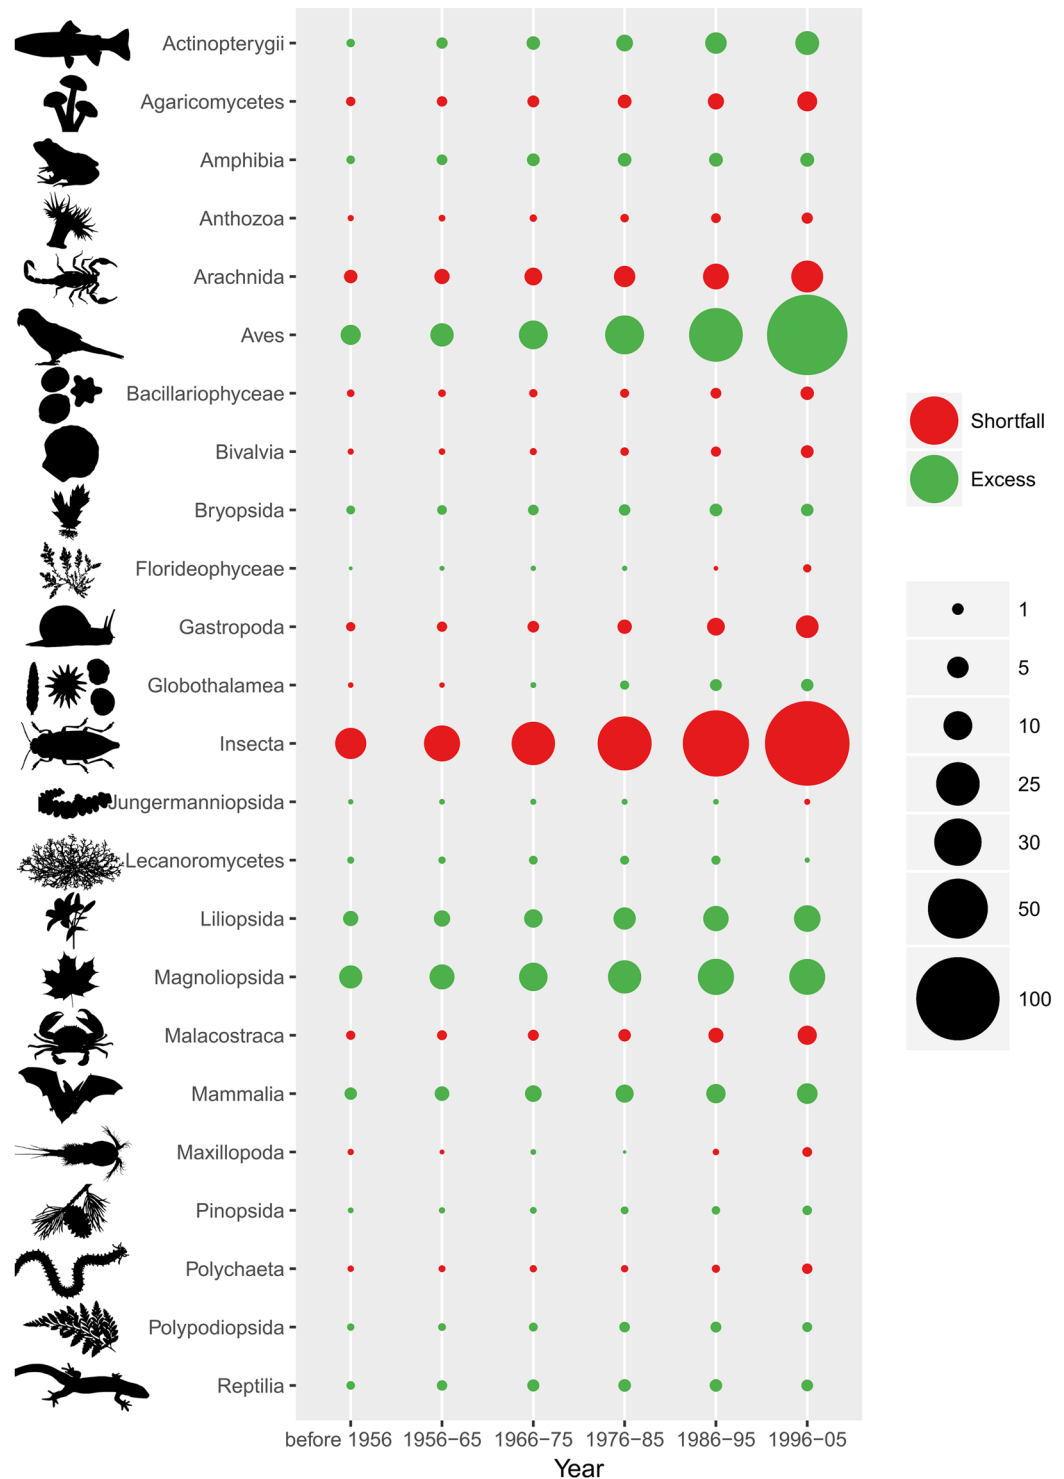 Actinopterygii
Agaricomycetes
Amphibia
Anthozoa
Arachnida
Aves
Bacillariophyceae
Bivalvia
Bryopsida
Florideophyceae
Gastropoda
Globothalamea
Insecta
Jungermanniopsida
Lecanoromycetes
Liliopsida
Magnoliopsida
Malacostraca
Mammalia
Maxillopoda
Pinopsida
Polychaeta
Polypodiopsida
Reptilia
before 1956 1956−65 1966−75 1976−85 1986−95 1996−05
Year
Shortfall
Excess
1
5
10
25
30
50
100